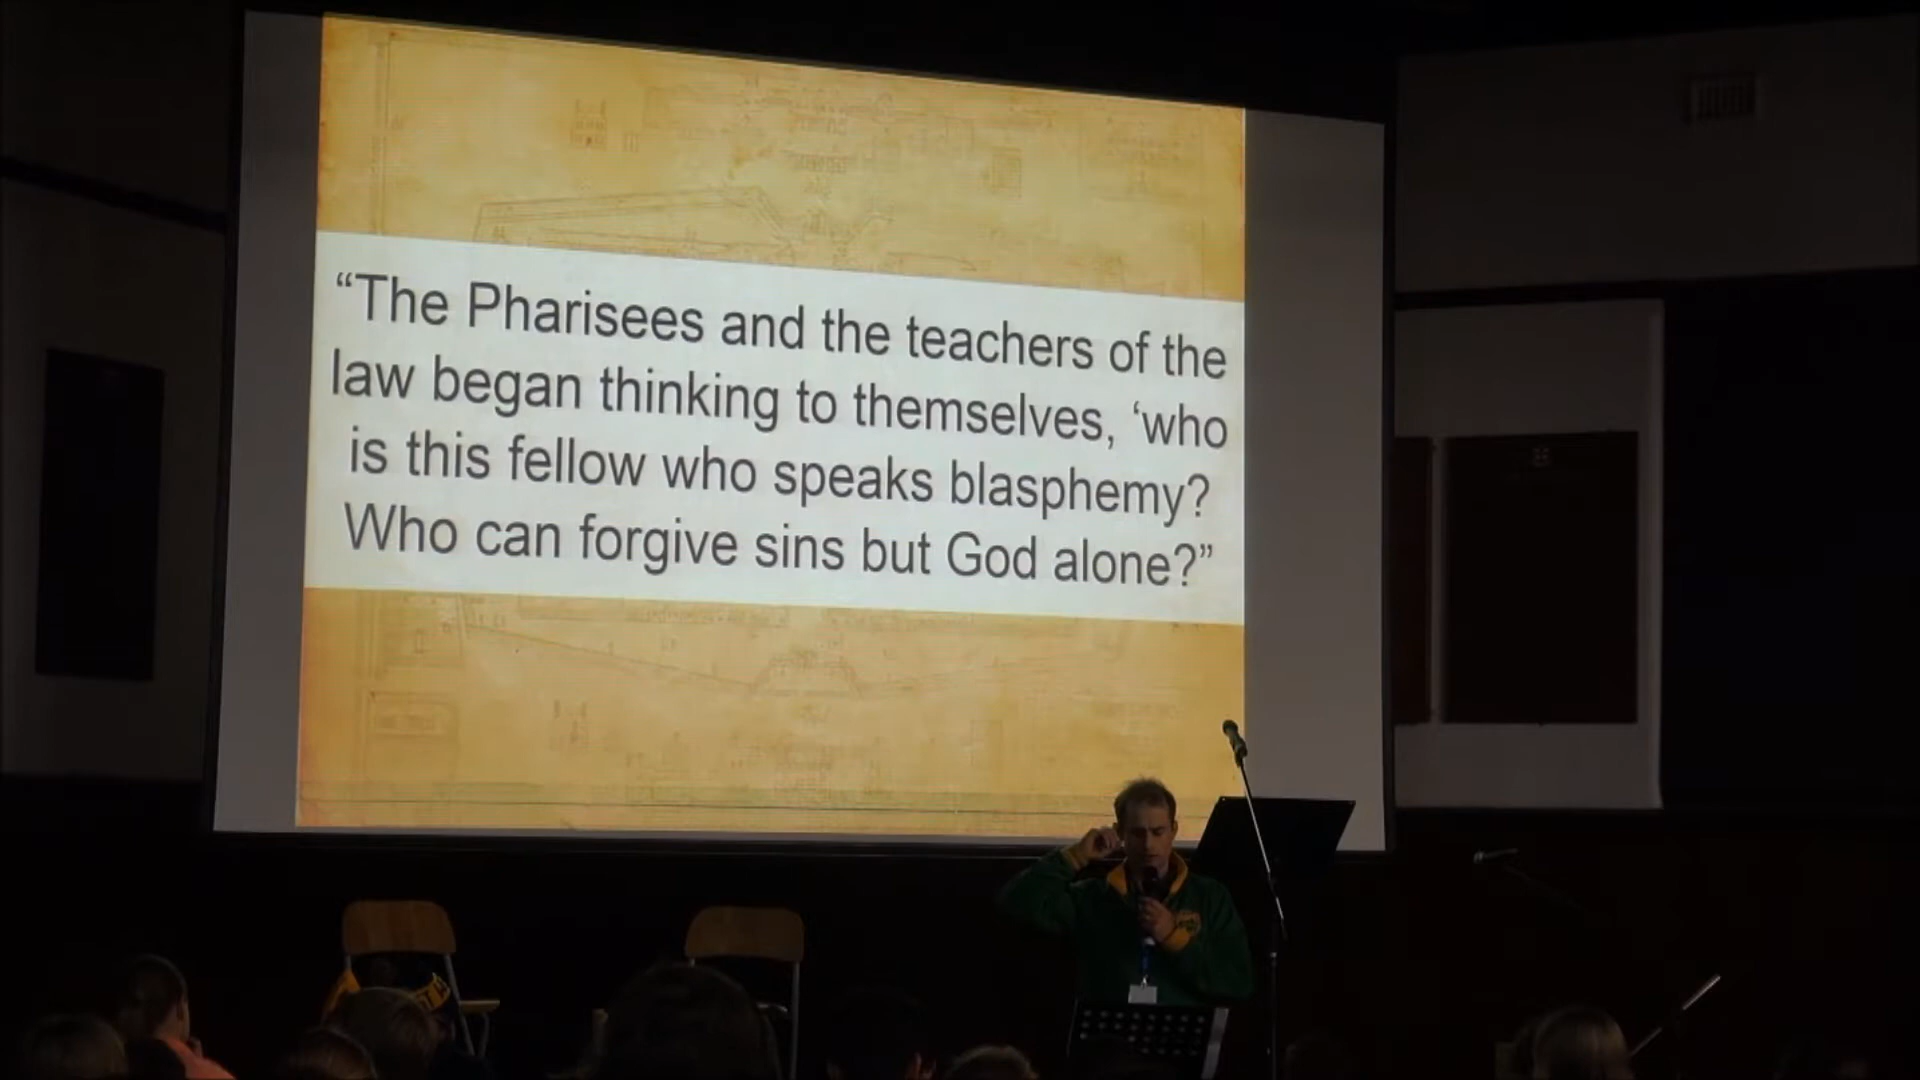 “The Pharisees and the teachers of the
law began thinking to themselves, ‘who
is this fellow who speaks blasphemy?
Who can forgive sins but God alone?”